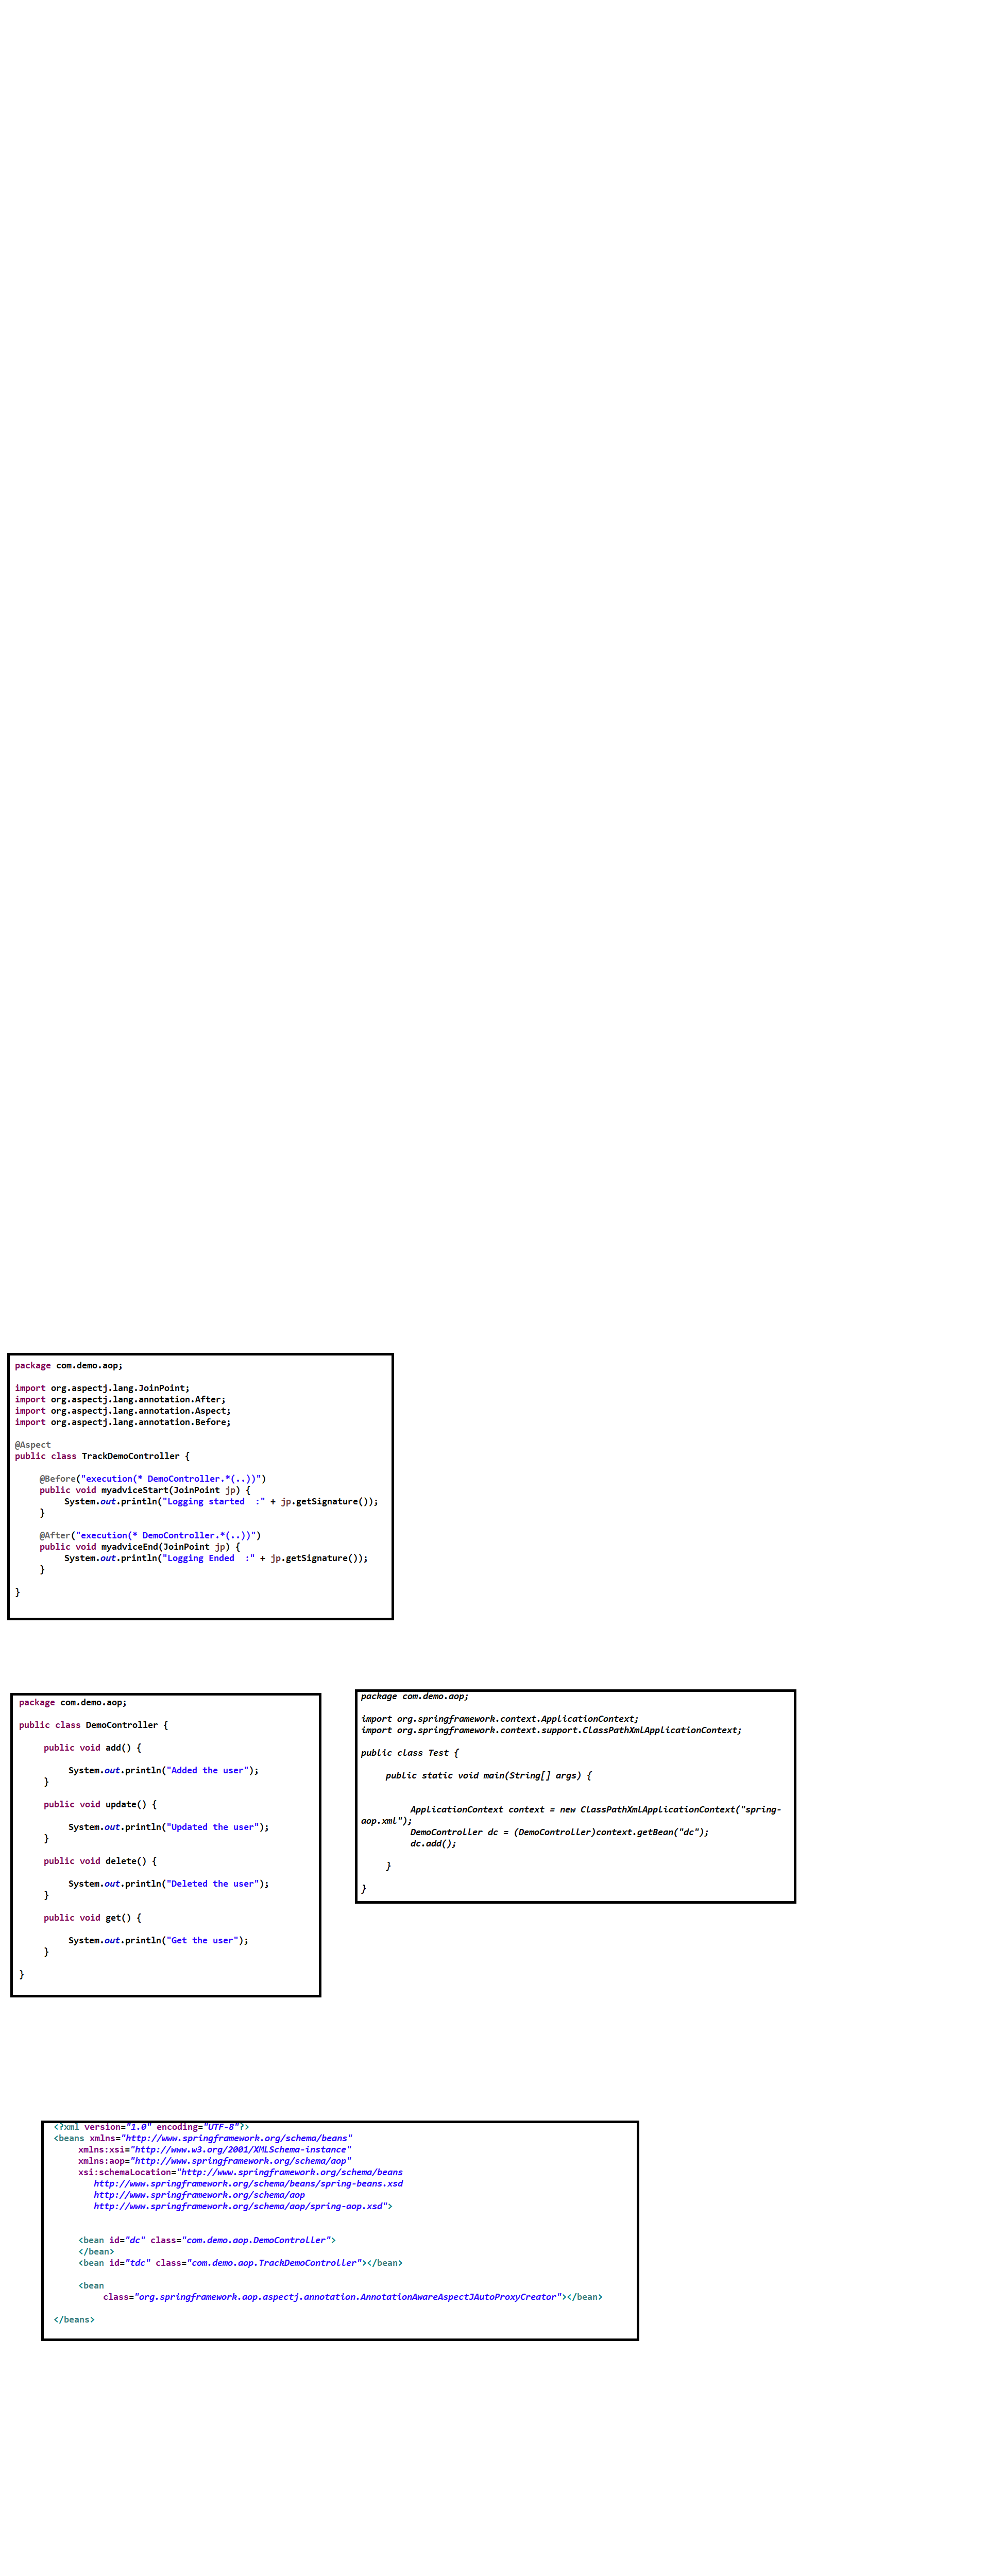 package com.demo.aop;
import org.aspectj.lang.JoinPoint;
import org.aspectj.lang.annotation.After;
import org.aspectj.lang.annotation.Aspect;
import org.aspectj.lang.annotation.Before;
@Aspect
public class TrackDemoController {
@Before("execution(* DemoController.*(..))")
public void myadviceStart(JoinPoint jp) {
System.out.println("Logging started  :" + jp.getSignature());
}
@After("execution(* DemoController.*(..))")
public void myadviceEnd(JoinPoint jp) {
System.out.println("Logging Ended  :" + jp.getSignature());
}
}
package com.demo.aop;
public class DemoController {
public void add() {
System.out.println("Added the user");
}
public void update() {
System.out.println("Updated the user");
}
public void delete() {
System.out.println("Deleted the user");
}
public void get() {
System.out.println("Get the user");
}
}
package com.demo.aop;
import org.springframework.context.ApplicationContext;
import org.springframework.context.support.ClassPathXmlApplicationContext;
public class Test {
public static void main(String[] args) {
ApplicationContext context = new ClassPathXmlApplicationContext("spring-
aop.xml");
DemoController dc = (DemoController)context.getBean("dc");
dc.add();
}
}
<?xml version="1.0" encoding="UTF-8"?>
<beans xmlns="http://www.springframework.org/schema/beans"
xmlns:xsi="http://www.w3.org/2001/XMLSchema-instance"
xmlns:aop="http://www.springframework.org/schema/aop"
xsi:schemaLocation="http://www.springframework.org/schema/beans
http://www.springframework.org/schema/beans/spring-beans.xsd
http://www.springframework.org/schema/aop
http://www.springframework.org/schema/aop/spring-aop.xsd">
<bean id="dc" class="com.demo.aop.DemoController">
</bean>
<bean id="tdc" class="com.demo.aop.TrackDemoController"></bean>
<bean
class="org.springframework.aop.aspectj.annotation.AnnotationAwareAspectJAutoProxyCreator"></bean>
</beans>